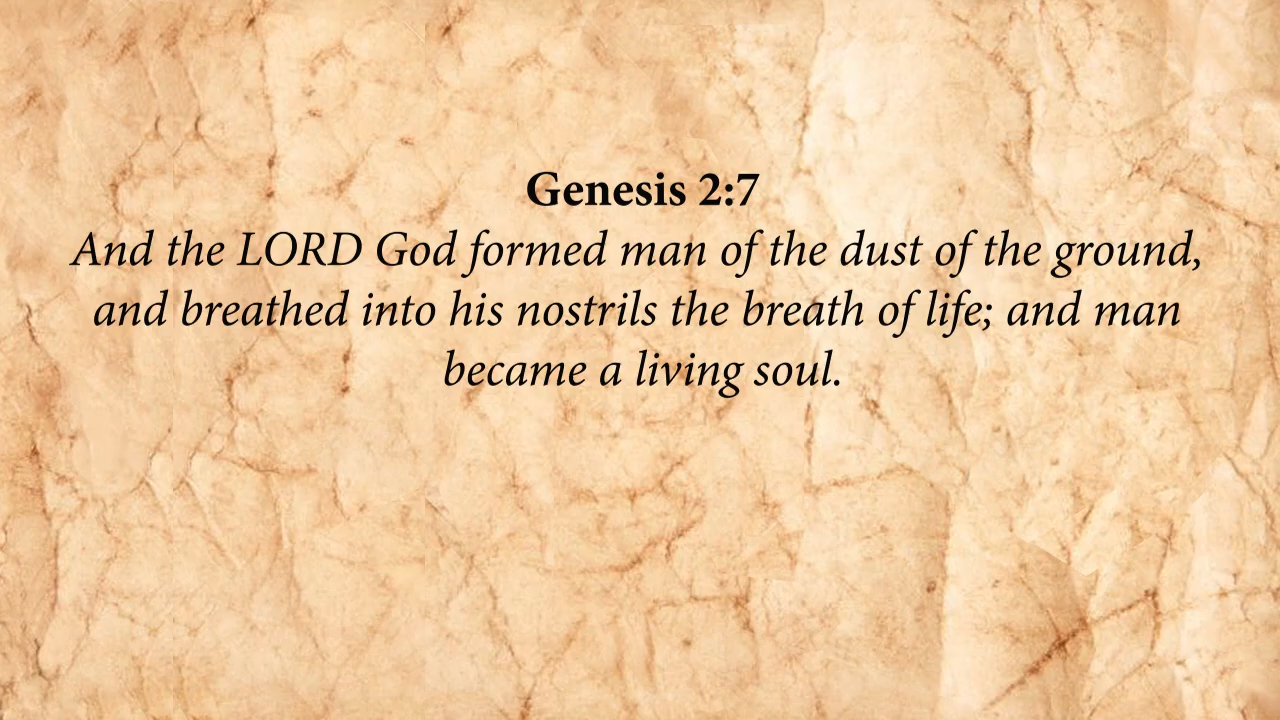 Genesis 2:7
And the LORD God formed man of the dust of the ground,
and breathed into his nostrils the breath of life; and man
became a living soul.